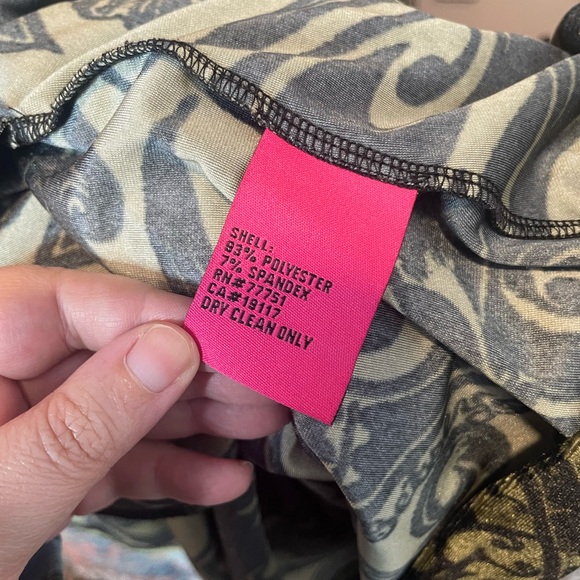 SHELL:
93% POLYESTER
7% SPANDEX
RN#77751
CA#19117
DRY CLEAN ONLY